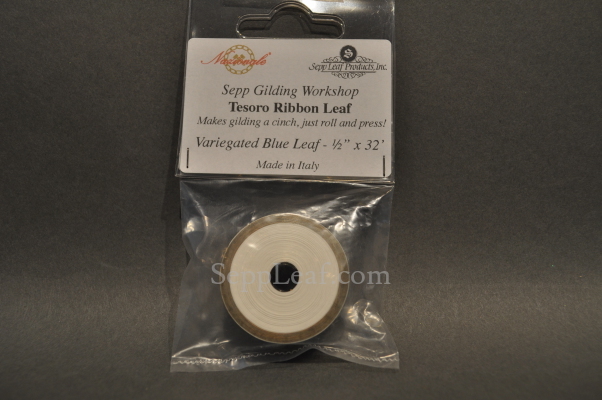 Nazionale
Sepp Leaf Products, Inc.
Sepp Gilding Workshop
Tesoro Ribbon Leaf
Makes gilding a cinch, just roll and press!
Variegated Blue Leaf - ½" x 32'
Made in Italy
SeppLeaf.com